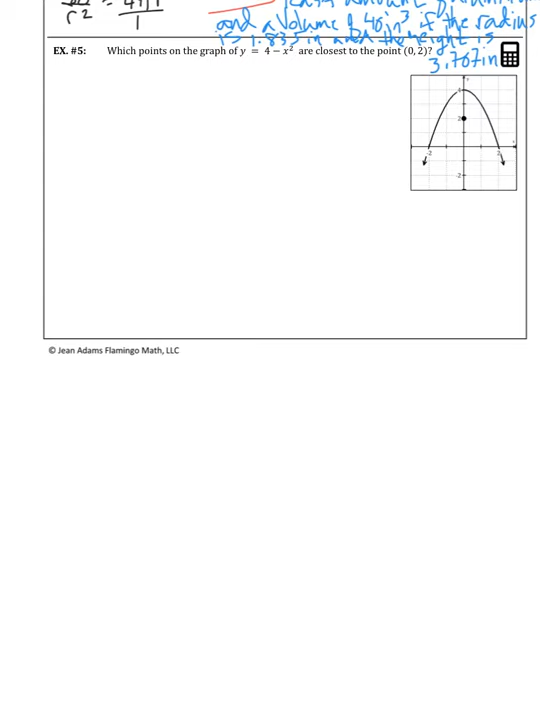 r² = 4π / 1
and a Volume of 40 in³ if the radius
is 1.835 in and the height is
3.767in
EX. #5: Which points on the graph of y = 4 − x² are closest to the point (0, 2)?
4
2
-2 2
-2
© Jean Adams Flamingo Math, LLC